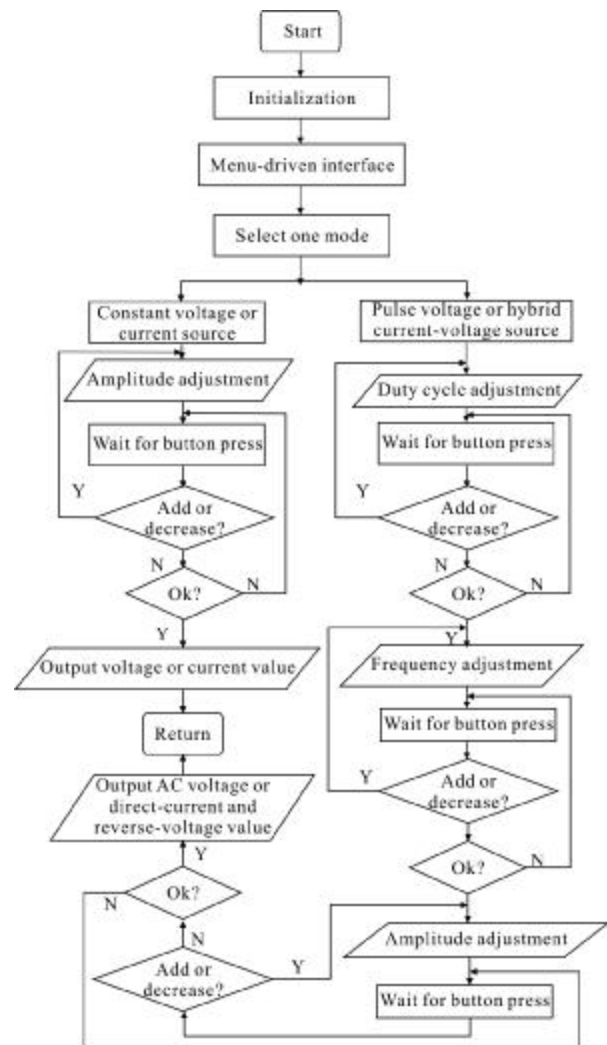 Start
Initialization
Menu-driven interface
Select one mode
Constant voltage or
current source
Amplitude adjustment
Wait for button press
Y
Add or
decrease?
N
Ok?
N
Y
Output voltage or current value
Return
Output AC voltage or
direct-current and
reverse-voltage value
Y
N
Ok?
N
Add or
decrease?
Y
Pulse voltage or hybrid
current-voltage source
Duty cycle adjustment
Wait for button press
Y
Add or
decrease?
N
Ok?
N
Y
Frequency adjustment
Wait for button press
Y
Add or
decrease?
Ok?
N
Amplitude adjustment
Wait for button press